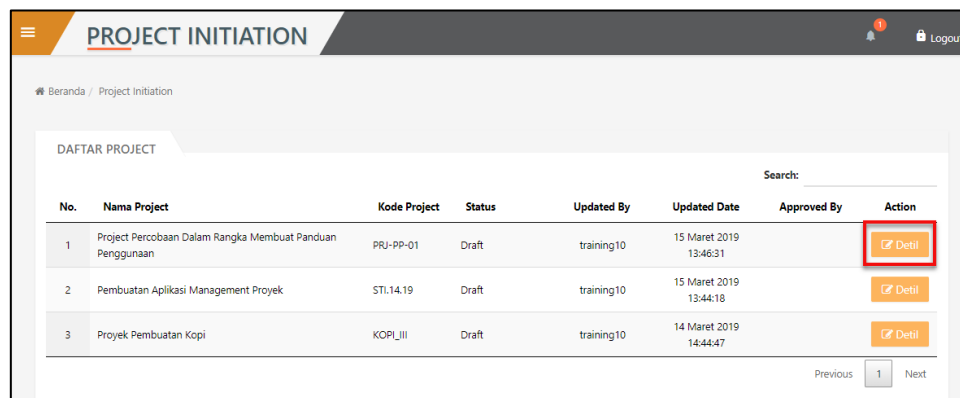 PROJECT INITIATION
1
Logout
Beranda / Project Initiation
DAFTAR PROJECT
Search:
No. Nama Project Kode Project Status Updated By Updated Date Approved By Action
1 Project Percobaan Dalam Rangka Membuat Panduan Penggunaan PRJ-PP-01 Draft training10 15 Maret 2019 13:46:31 Detil
2 Pembuatan Aplikasi Management Proyek STI.14.19 Draft training10 15 Maret 2019 13:44:18 Detil
3 Proyek Pembuatan Kopi KOPI_III Draft training10 14 Maret 2019 14:44:47 Detil
Previous 1 Next